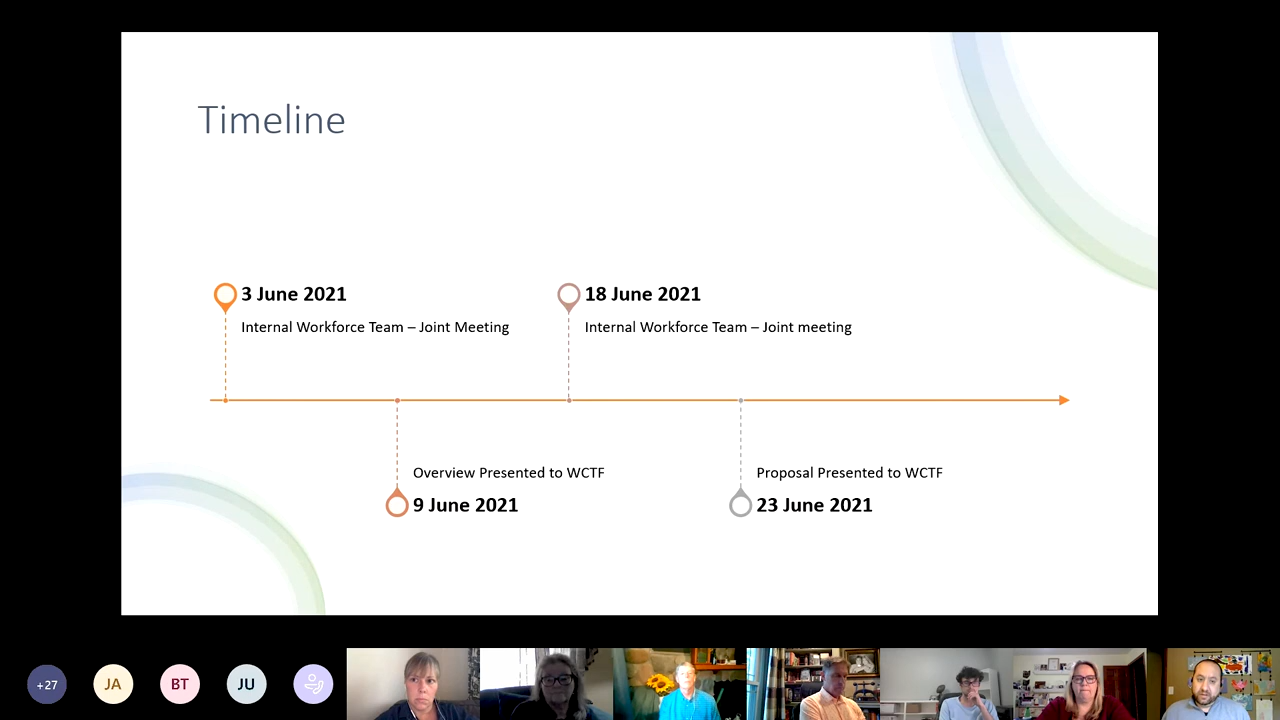 Timeline
3 June 2021
Internal Workforce Team – Joint Meeting
18 June 2021
Internal Workforce Team – Joint meeting
Overview Presented to WCTF
9 June 2021
Proposal Presented to WCTF
23 June 2021
+27
JA
BT
JU